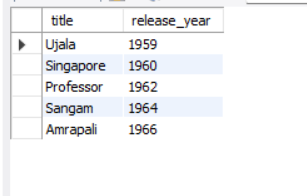 title release_year
Ujala 1959
Singapore 1960
Professor 1962
Sangam 1964
Amrapali 1966